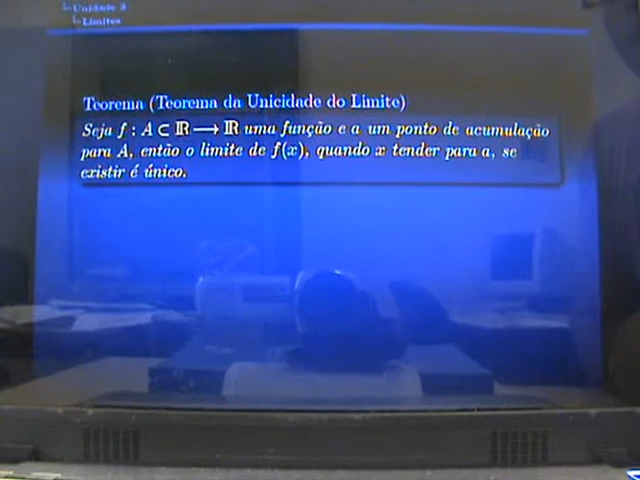 Unidade 3
Limites
Teorema (Teorema da Unicidade do Limite)
Seja f : A ⊂ ℝ ⟶ ℝ uma função e a um ponto de acumulação
para A, então o limite de f(x), quando x tender para a, se
existir é único.